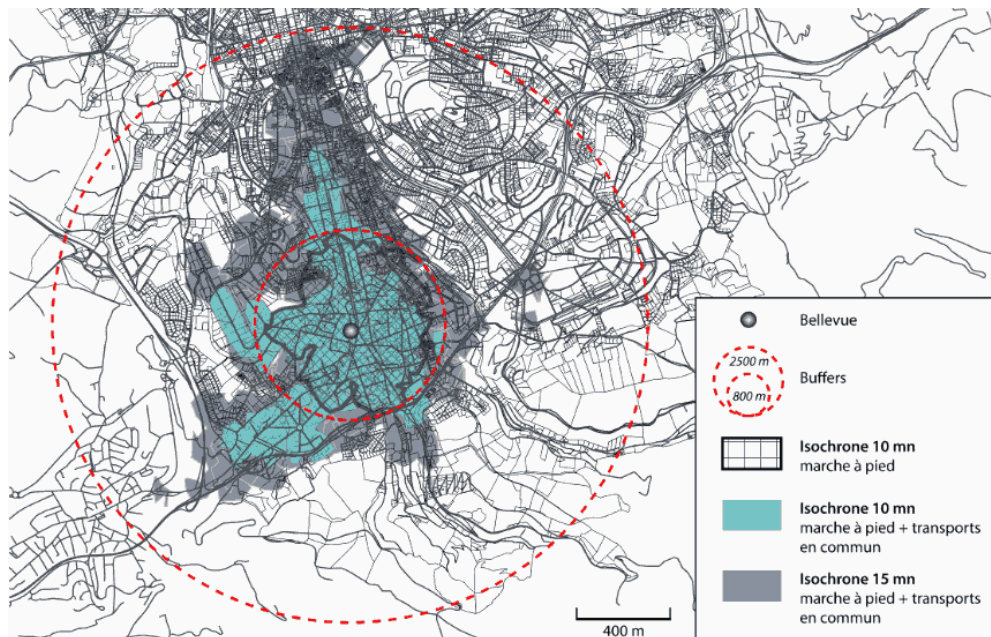 Bellevue
2500 m
800 m
Buffers
Isochrone 10 mn
marche à pied
Isochrone 10 mn
marche à pied + transports
en commun
Isochrone 15 mn
marche à pied + transports
en commun
400 m